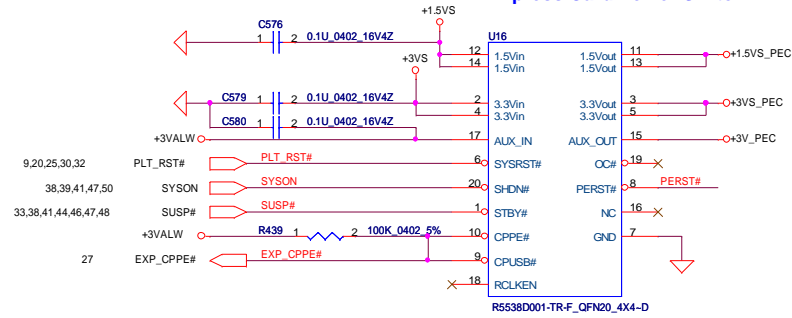 +1.5VS
C576
1 2 0.1U_0402_16V4Z
U16
12 1.5Vin 1.5Vout 11 +1.5VS_PEC
14 1.5Vin 1.5Vout 13
+3VS
C579 1 2 0.1U_0402_16V4Z
2 3.3Vin 3.3Vout 3 +3VS_PEC
4 3.3Vin 3.3Vout 5
C580 1 2 0.1U_0402_16V4Z
+3VALW 17 AUX_IN AUX_OUT 15 +3V_PEC
9,20,25,30,32 PLT_RST# PLT_RST# 6 SYSRST# OC# 19
38,39,41,47,50 SYSON SYSON 20 SHDN# PERST# 8 PERST#
33,38,41,44,46,47,48 SUSP# SUSP# 1 STBY# NC 16
+3VALW R439 1 2 100K_0402_5% 10 CPPE# GND 7
27 EXP_CPPE# EXP_CPPE# 9 CPUSB#
18 RCLKEN
R5538D001-TR-F_QFN20_4X4~D